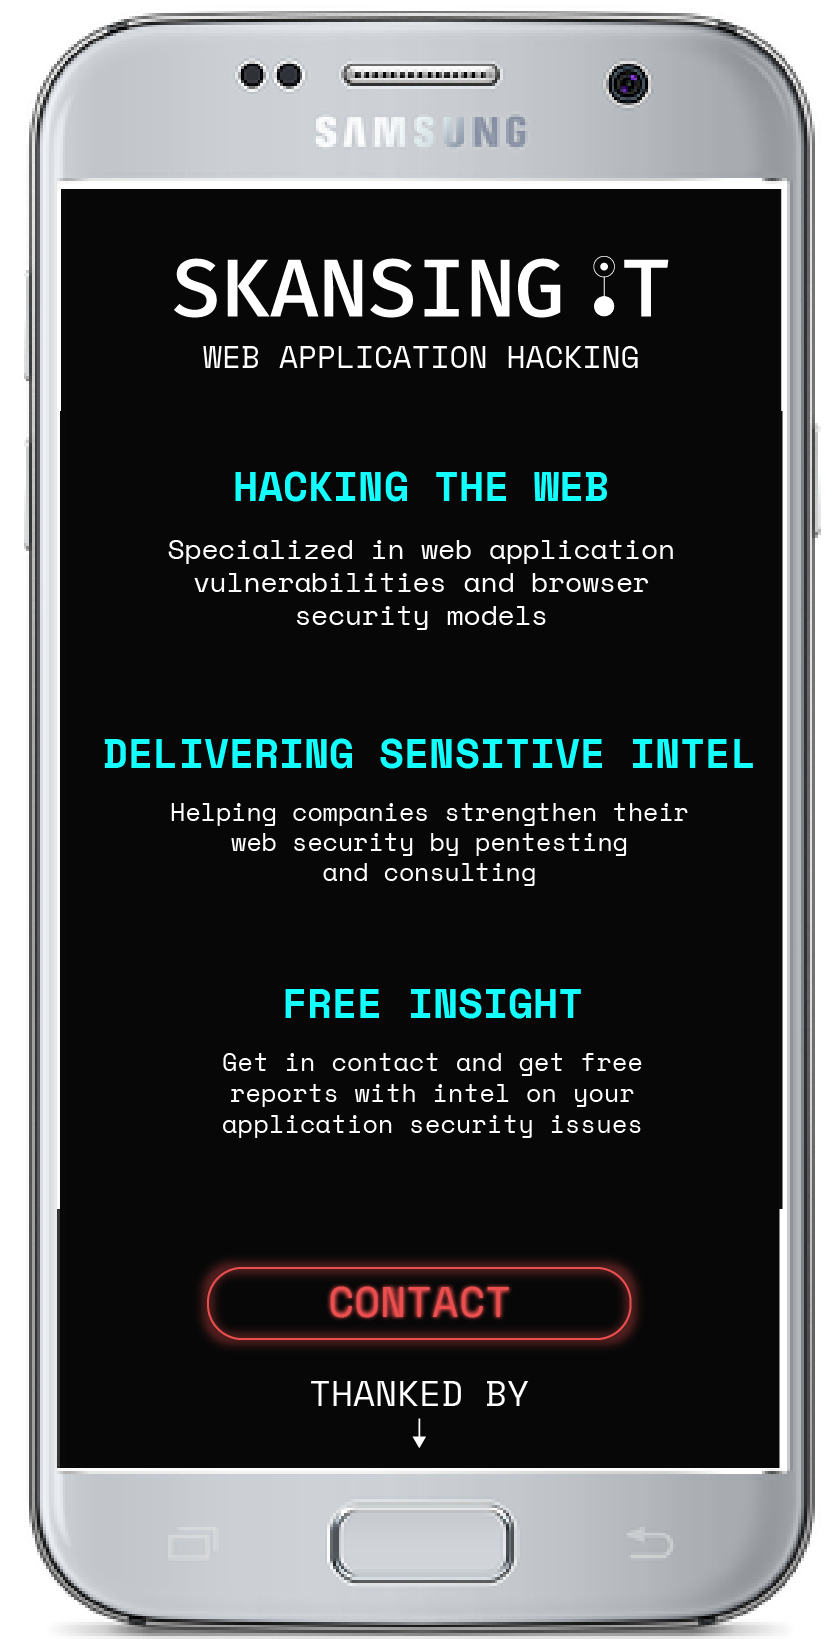 SAMSUNG
SKANSING iT
WEB APPLICATION HACKING
HACKING THE WEB
Specialized in web application
vulnerabilities and browser
security models
DELIVERING SENSITIVE INTEL
Helping companies strengthen their
web security by pentesting
and consulting
FREE INSIGHT
Get in contact and get free
reports with intel on your
application security issues
CONTACT
THANKED BY